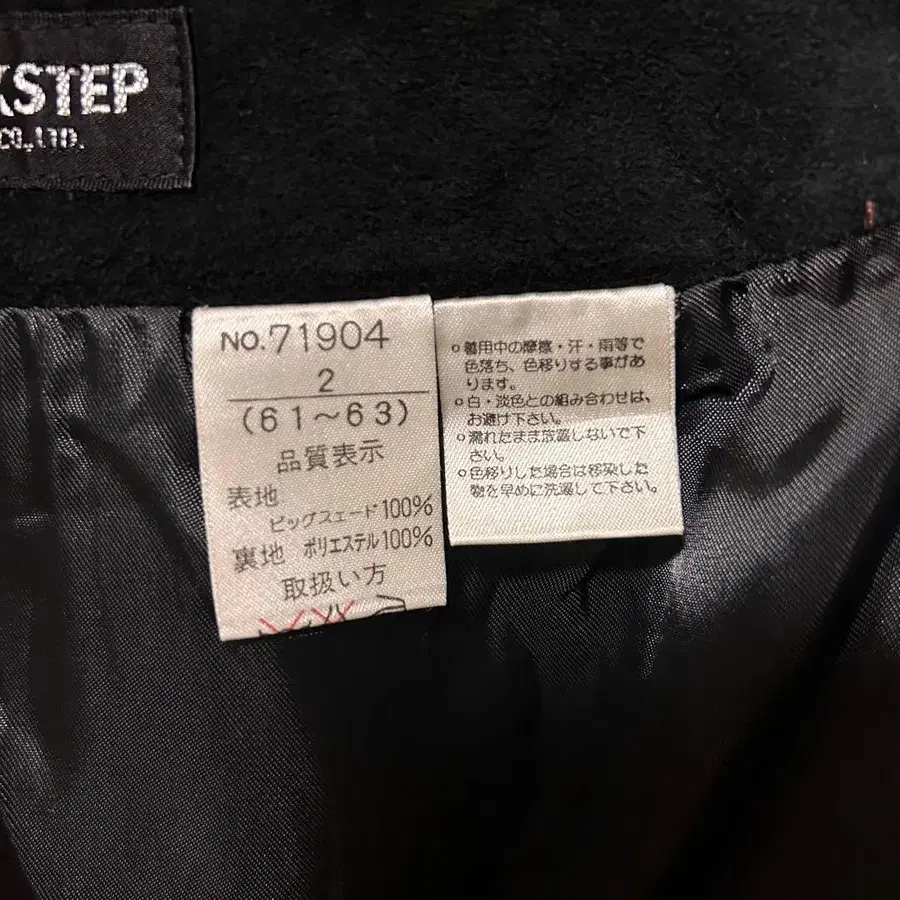 KSTEP
CO.,LTD.
NO.71904
2
(61～63)
品質表示
表地
ピッグスエード100%
裏地 ポリエステル100%
取扱い方
○着用中の摩擦・汗・雨等で
色落ち、色移りする事があ
ります。
○白・淡色との組み合わせは、
お避け下さい。
○濡れたまま放置しないで下
さい。
○色移りした場合は移染した
物を早めに洗濯して下さい。